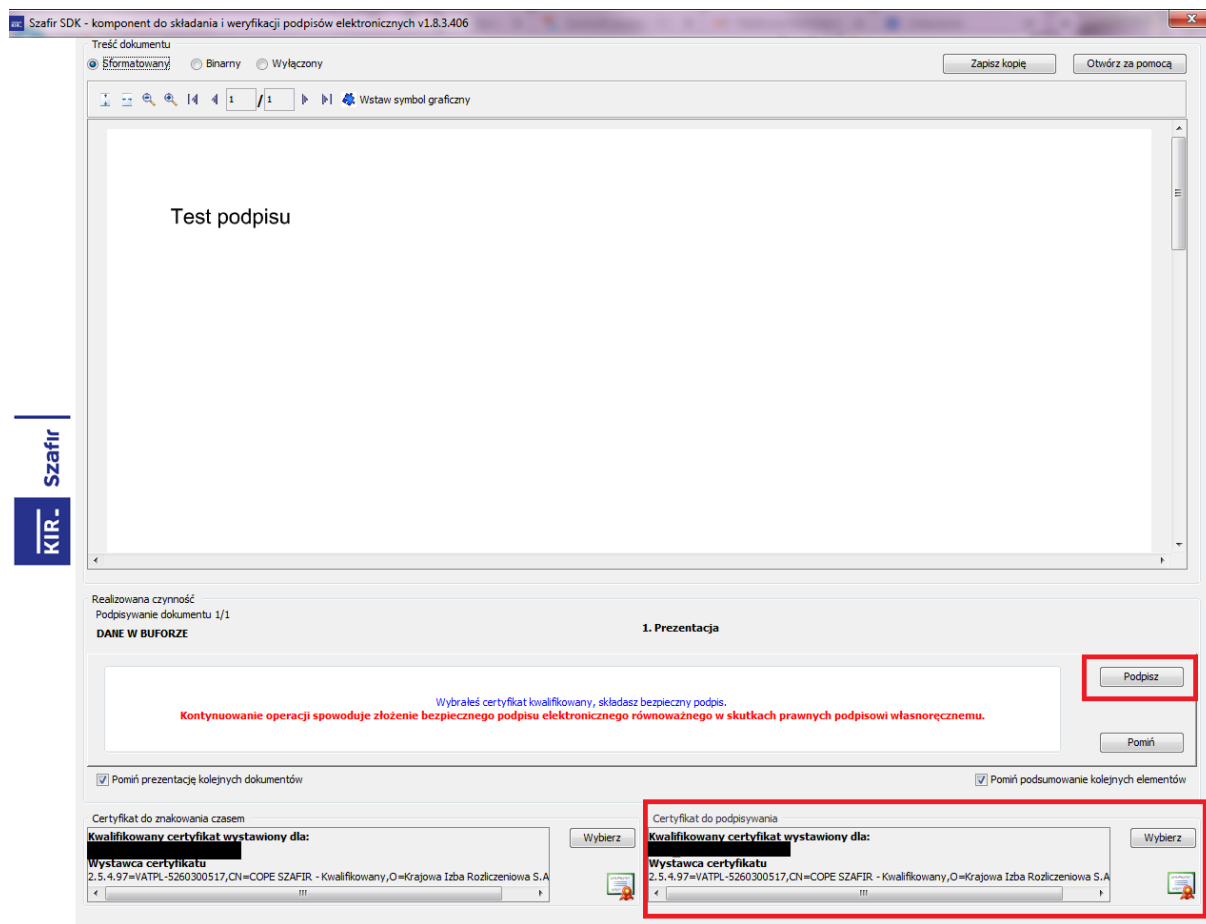 Szafir SDK - komponent do składania i weryfikacji podpisów elektronicznych v1.8.3.406
Treść dokumentu
Sformatowany Binarny Wyłączony Zapisz kopię Otwórz za pomocą
1 / 1 Wstaw symbol graficzny
Test podpisu
KIR. Szafir
Realizowana czynność
Podpisywanie dokumentu 1/1
DANE W BUFORZE
1. Prezentacja
Podpisz
Wybrałeś certyfikat kwalifikowany, składasz bezpieczny podpis.
Kontynuowanie operacji spowoduje złożenie bezpiecznego podpisu elektronicznego równoważnego w skutkach prawnych podpisowi własnoręcznemu.
Pomiń
Pomiń prezentację kolejnych dokumentów Pomiń podsumowanie kolejnych elementów
Certyfikat do znakowania czasem
Kwalifikowany certyfikat wystawiony dla:
Wybierz
Wystawca certyfikatu
2.5.4.97=VATPL-5260300517,CN=COPE SZAFIR - Kwalifikowany,O=Krajowa Izba Rozliczeniowa S.A
Certyfikat do podpisywania
Kwalifikowany certyfikat wystawiony dla:
Wybierz
Wystawca certyfikatu
2.5.4.97=VATPL-5260300517,CN=COPE SZAFIR - Kwalifikowany,O=Krajowa Izba Rozliczeniowa S.A